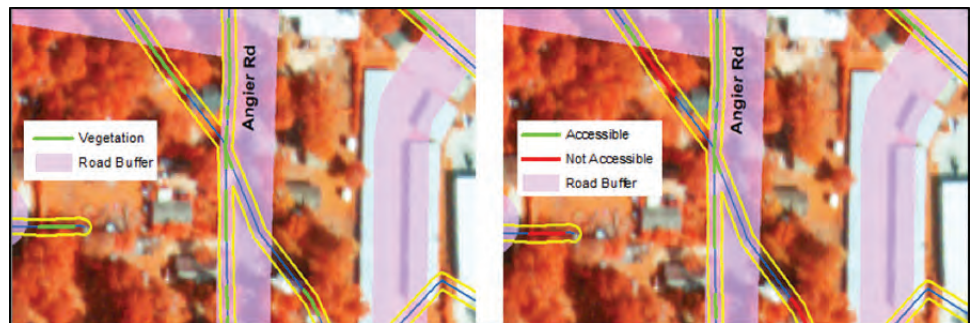 Angier Rd
Vegetation
Road Buffer
Angier Rd
Accessible
Not Accessible
Road Buffer